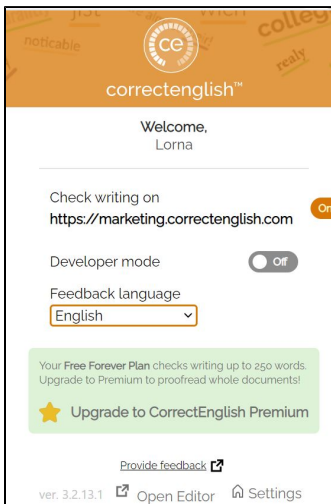 noticable
colleg
realy
ce
correctenglish™
Welcome,
Lorna
Check writing on
https://marketing.correctenglish.com
On
Developer mode
Off
Feedback language
English
Your Free Forever Plan checks writing up to 250 words.
Upgrade to Premium to proofread whole documents!
Upgrade to CorrectEnglish Premium
Provide feedback
ver. 3.2.13.1 Open Editor Settings